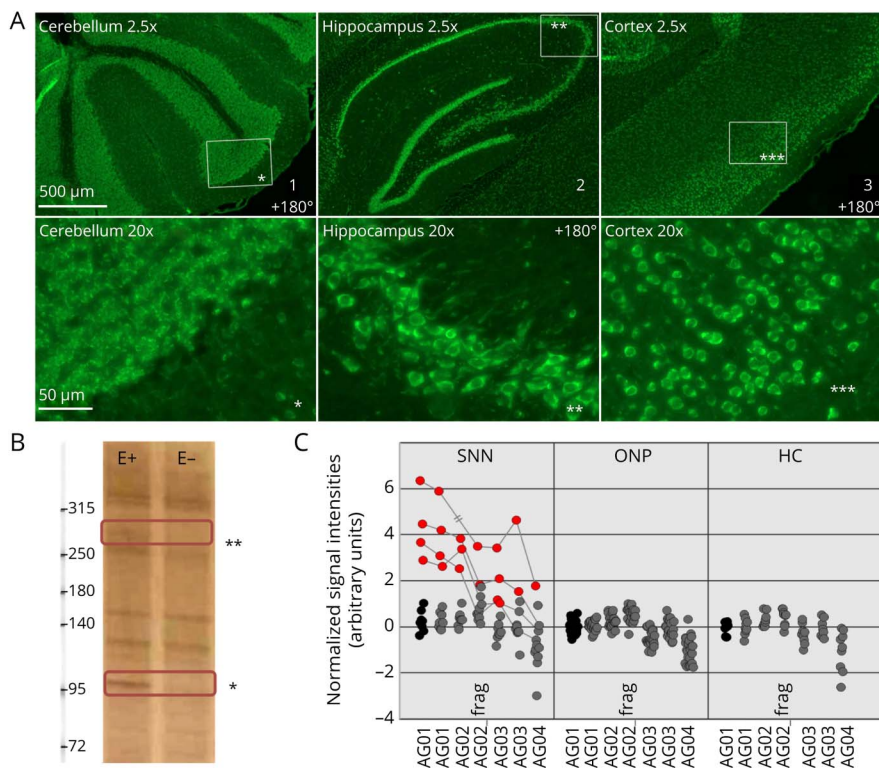 A
Cerebellum 2.5x
Hippocampus 2.5x
Cortex 2.5x
**
*
***
500 µm
1
2
3
+180°
+180°
Cerebellum 20x
Hippocampus 20x
+180°
Cortex 20x
50 µm
*
**
***
B
E+
E–
315
250
180
140
95
72
**
*
C
SNN
ONP
HC
Normalized signal intensities
(arbitrary units)
6
4
2
0
−2
−4
frag
frag
frag
AG01
AG01
AG02
AG02
AG03
AG03
AG04
AG01
AG01
AG02
AG02
AG03
AG03
AG04
AG01
AG01
AG02
AG02
AG03
AG03
AG04